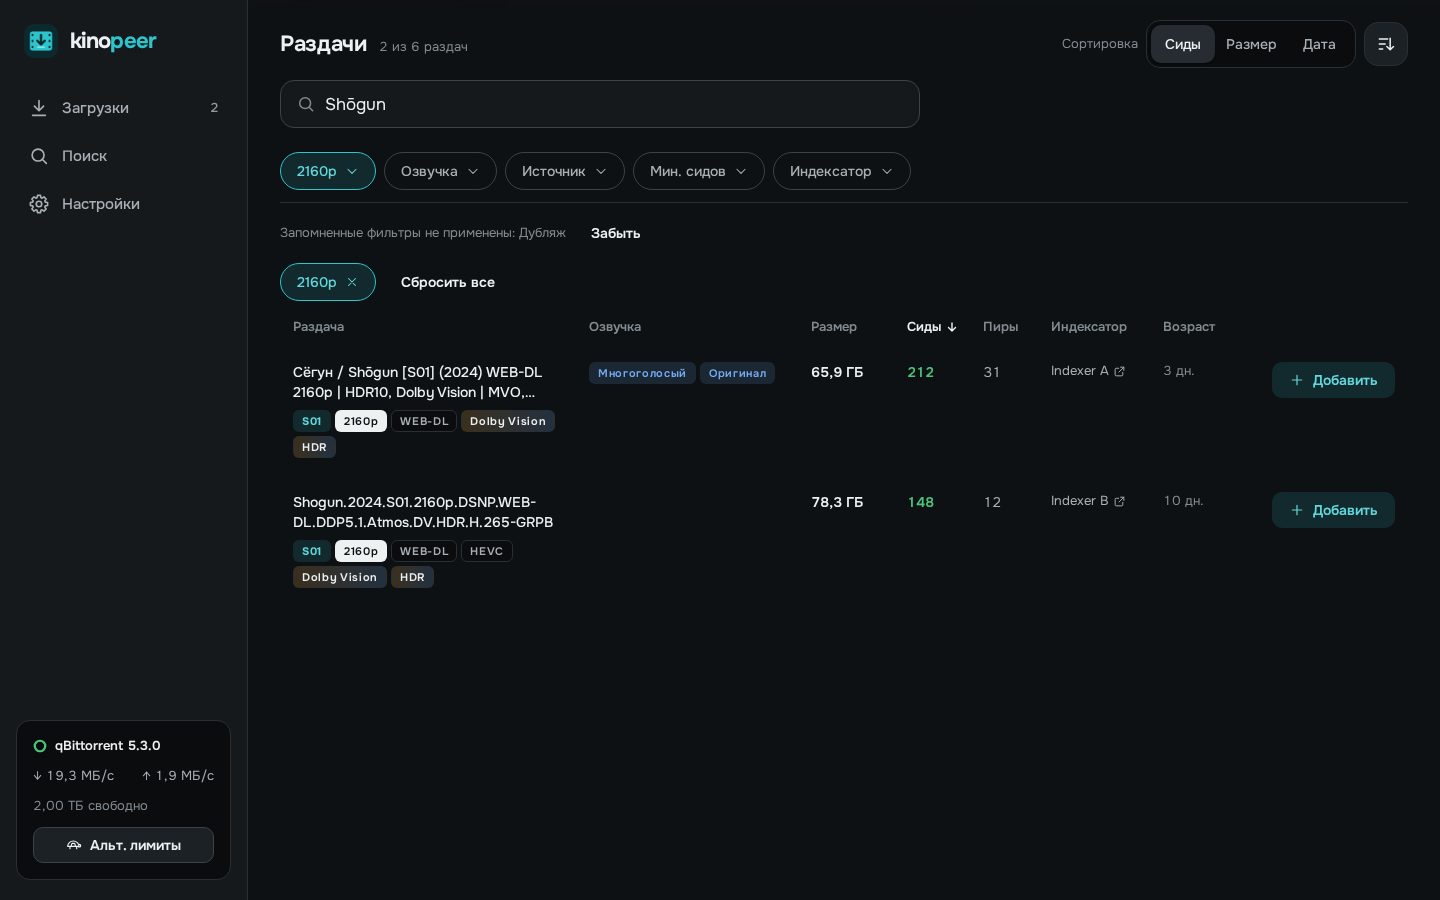 kinopeer
Загрузки 2
Поиск
Настройки
Раздачи 2 из 6 раздач
Сортировка Сиды Размер Дата
Shōgun
2160p Озвучка Источник Мин. сидов Индексатор
Запомненные фильтры не применены: Дубляж Забыть
2160p Сбросить все
Раздача Озвучка Размер Сиды Пиры Индексатор Возраст
Сёгун / Shōgun [S01] (2024) WEB-DL
2160p | HDR10, Dolby Vision | MVO,…
Многоголосый Оригинал 65,9 ГБ 212 31 Indexer A 3 дн. Добавить
S01 2160p WEB-DL Dolby Vision
HDR
Shogun.2024.S01.2160p.DSNP.WEB-
DL.DDP5.1.Atmos.DV.HDR.H.265-GRPB
78,3 ГБ 148 12 Indexer B 10 дн. Добавить
S01 2160p WEB-DL HEVC
Dolby Vision HDR
qBittorrent 5.3.0
19,3 МБ/с 1,9 МБ/с
2,00 ТБ свободно
Альт. лимиты